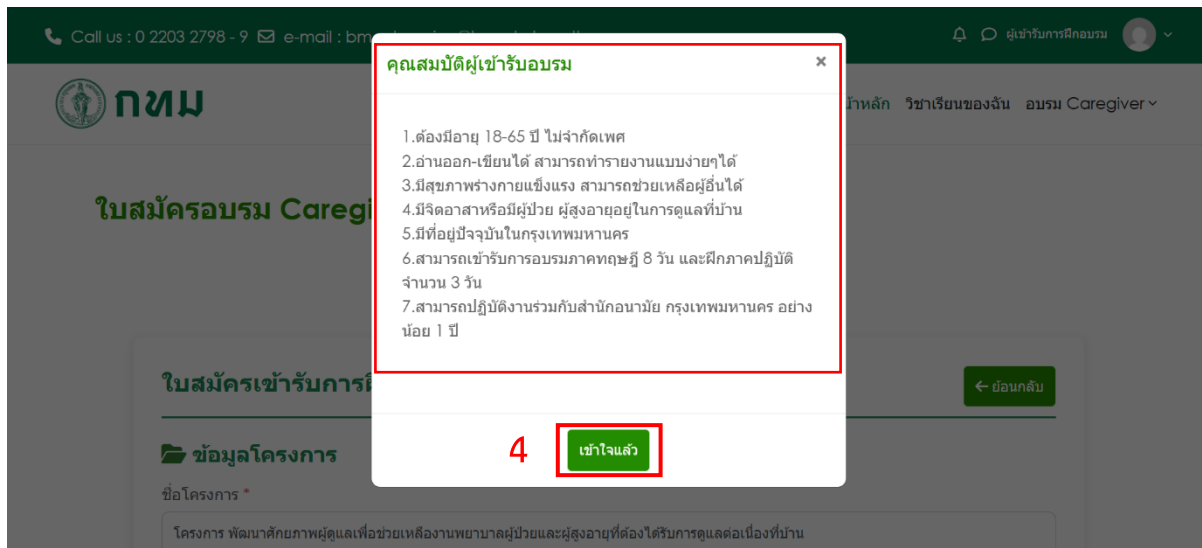 Call us : 0 2203 2798 - 9 e-mail : bm
ผู้เข้ารับการฝึกอบรม
คุณสมบัติผู้เข้ารับอบรม ×
กทม
วิชาเรียนของฉัน อบรม Caregiver
1.ต้องมีอายุ 18-65 ปี ไม่จำกัดเพศ
2.อ่านออก-เขียนได้ สามารถทำรายงานแบบง่ายๆได้
3.มีสุขภาพร่างกายแข็งแรง สามารถช่วยเหลือผู้อื่นได้
4.มีจิตอาสาหรือมีผู้ป่วย ผู้สูงอายุอยู่ในการดูแลที่บ้าน
5.มีที่อยู่ปัจจุบันในกรุงเทพมหานคร
6.สามารถเข้ารับการอบรมภาคทฤษฎี 8 วัน และฝึกภาคปฏิบัติ
จำนวน 3 วัน
7.สามารถปฏิบัติงานร่วมกับสำนักอนามัย กรุงเทพมหานคร อย่าง
น้อย 1 ปี
ใบสมัครอบรม Caregi
ใบสมัครเข้ารับการฝึ
ย้อนกลับ
4 เข้าใจแล้ว
ข้อมูลโครงการ
ชื่อโครงการ *
โครงการ พัฒนาศักยภาพผู้ดูแลเพื่อช่วยเหลืองานพยาบาลผู้ป่วยและผู้สูงอายุที่ต้องได้รับการดูแลต่อเนื่องที่บ้าน